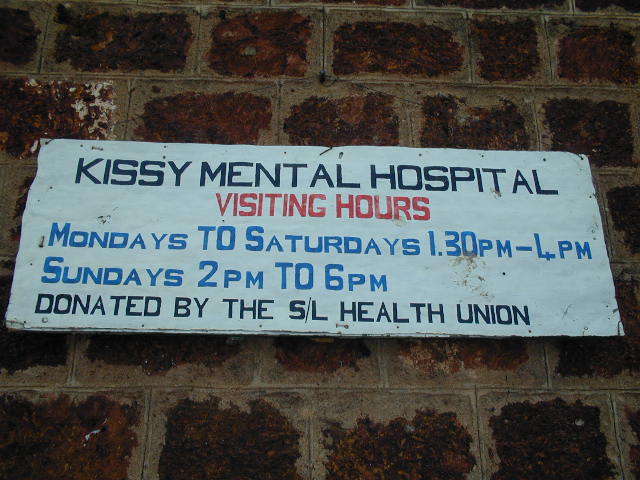 KISSY MENTAL HOSPITAL
VISITING HOURS
MONDAYS TO SATURDAYS 1.30PM-4PM
SUNDAYS 2PM TO 6PM
DONATED BY THE S/L HEALTH UNION